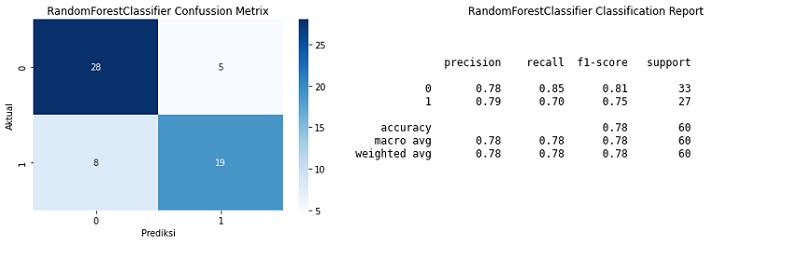 RandomForestClassifier Confussion Metrix
0
28
5
25
20
15
10
5
Aktual
1
8
19
0
1
Prediksi
RandomForestClassifier Classification Report
precision recall f1-score support
0 0.78 0.85 0.81 33
1 0.79 0.70 0.75 27
accuracy 0.78 60
macro avg 0.78 0.78 0.78 60
weighted avg 0.78 0.78 0.78 60